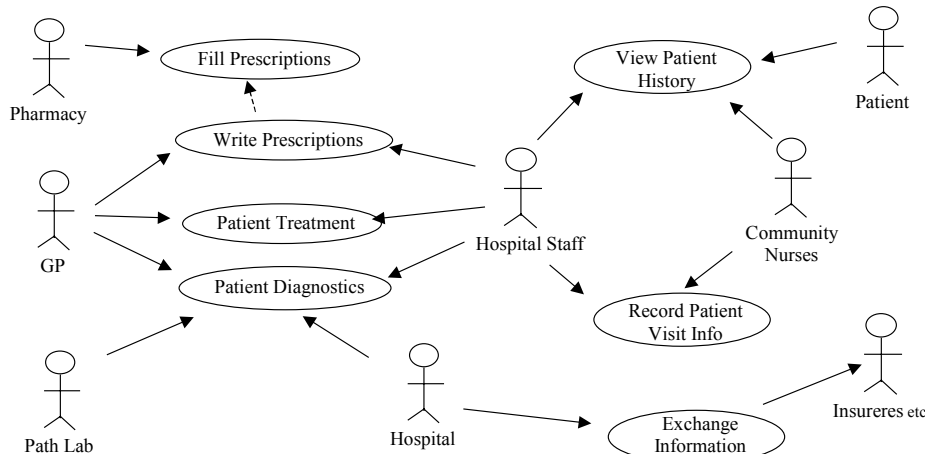 Fill Prescriptions
View Patient
History
Pharmacy
Patient
Write Prescriptions
Patient Treatment
GP
Hospital Staff
Community
Nurses
Patient Diagnostics
Record Patient
Visit Info
Path Lab
Hospital
Exchange
Information
Insureres etc